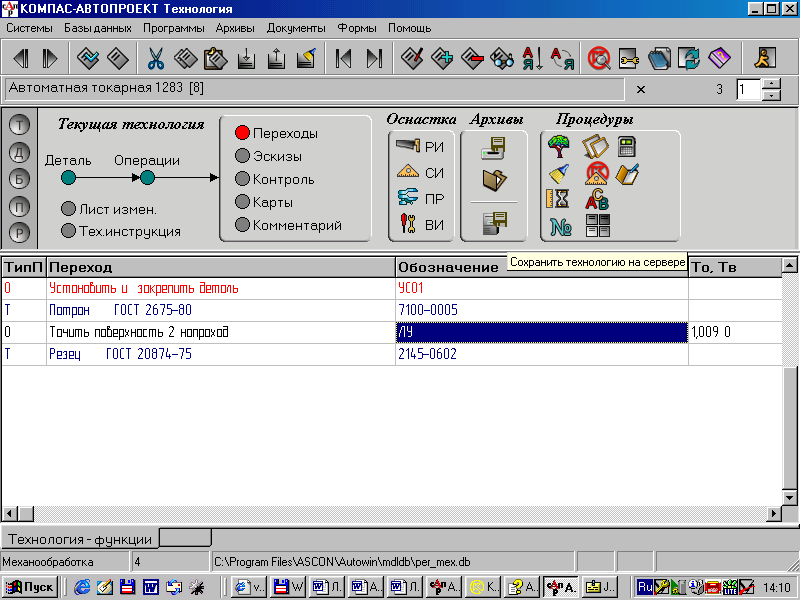 КОМПАС-АВТОПРОЕКТ Технология
Системы Базы данных Программы Архивы Документы Формы Помощь
Автоматная токарная 1283 [8] × 3 1
Текущая технология
Деталь Операции
Лист измен.
Тех.инструкция
Т
Д
Б
П
Р
Переходы
Эскизы
Контроль
Карты
Комментарий
Оснастка
РИ
СИ
ПР
ВИ
Архивы
Процедуры
Сохранить технологию на сервере
ТипП Переход Обозначение То, Тв
О Установить и закрепить деталь УС01
Т Патрон ГОСТ 2675-80 7100-0005
О Точить поверхность 2 напроход ЛУ 1,009 0
Т Резец ГОСТ 20874-75 2145-0602
Технология - функции
Механообработка 4 C:\Program Files\ASCON\Autowin\mdldb\per_mex.db
Пуск v.. W.. Л. А.. Л. А.. К.. А.. А. J.. Ru 14:10